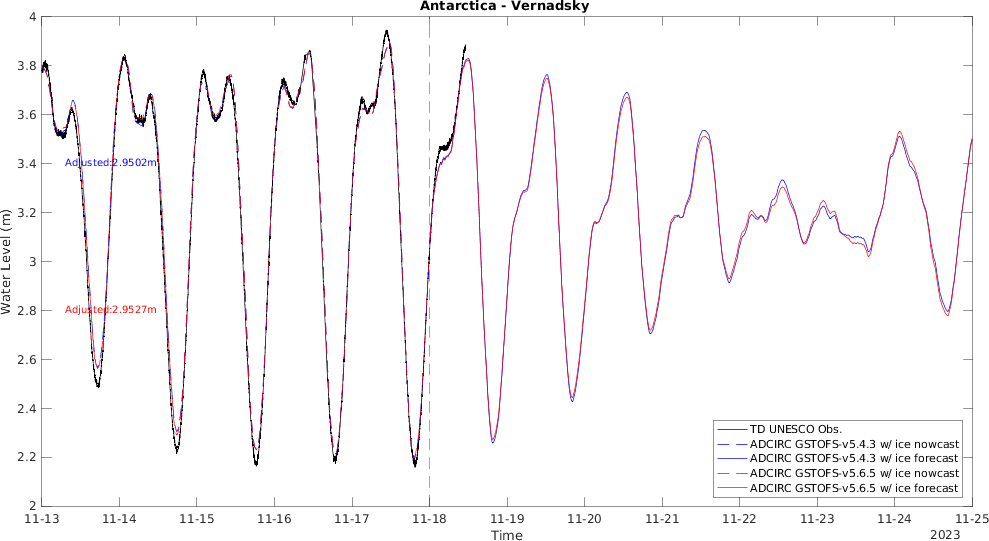 Antarctica - Vernadsky
4
3.8
3.6
3.4
3.2
3
2.8
2.6
2.4
2.2
2
Water Level (m)
Adjusted:2.9502m
Adjusted:2.9527m
TD UNESCO Obs.
ADCIRC GSTOFS-v5.4.3 w/ ice nowcast
ADCIRC GSTOFS-v5.4.3 w/ ice forecast
ADCIRC GSTOFS-v5.6.5 w/ ice nowcast
ADCIRC GSTOFS-v5.6.5 w/ ice forecast
11-13 11-14 11-15 11-16 11-17 11-18 11-19 11-20 11-21 11-22 11-23 11-24 11-25
Time
2023